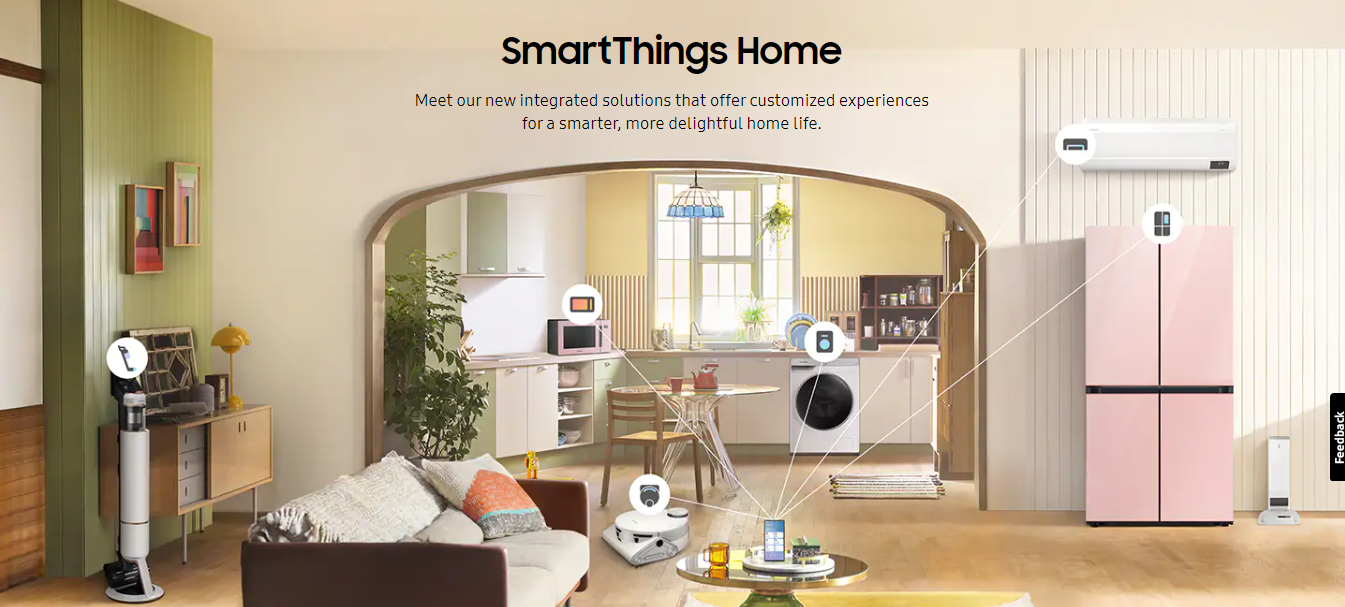 SmartThings Home
Meet our new integrated solutions that offer customized experiences
for a smarter, more delightful home life.
Feedback